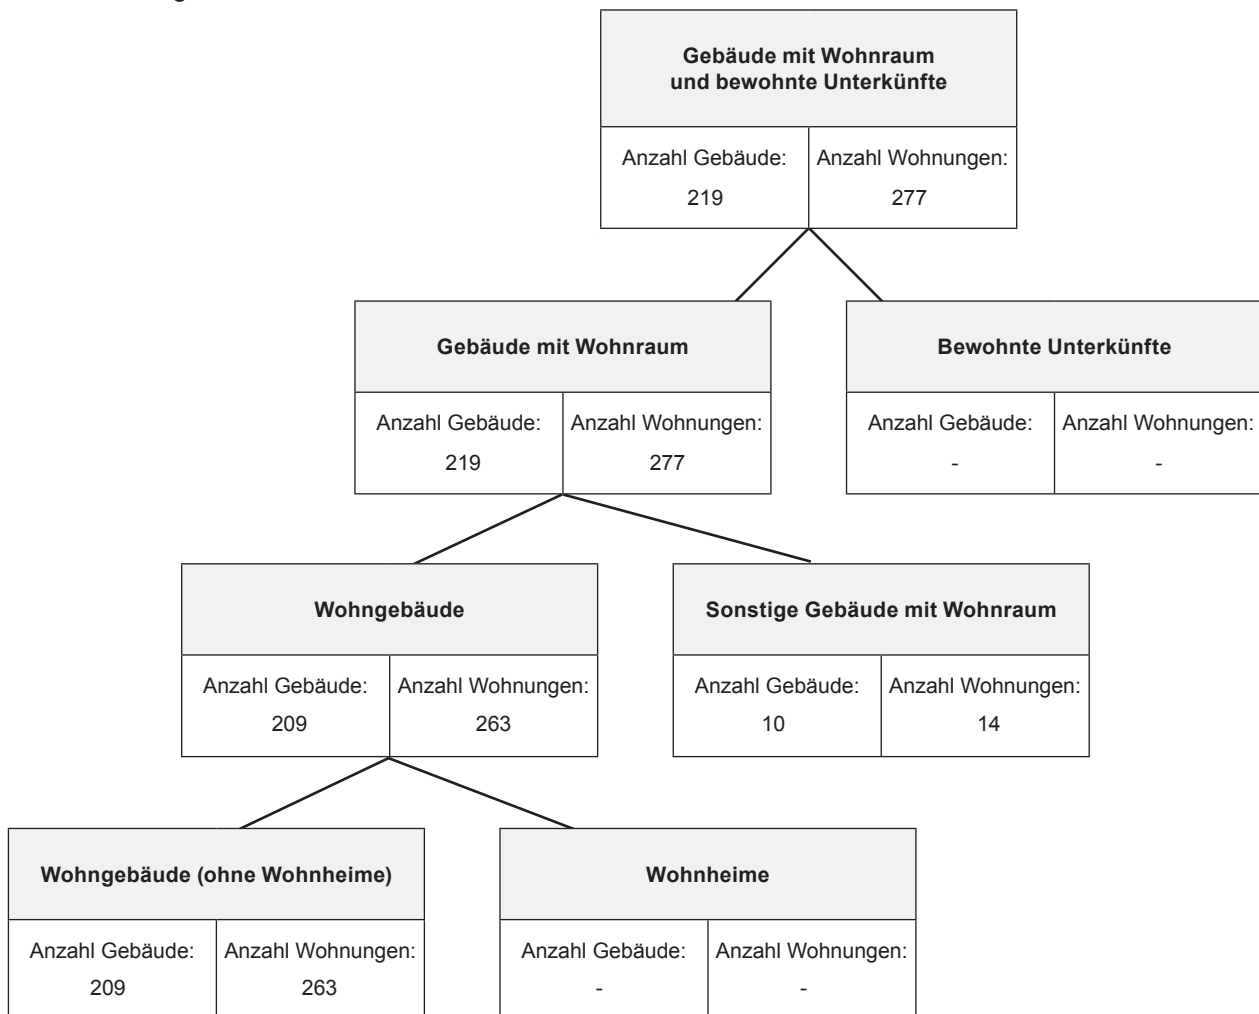 Gebäude mit Wohnraum
und bewohnte Unterkünfte
Anzahl Gebäude: Anzahl Wohnungen:
219 277
Gebäude mit Wohnraum Bewohnte Unterkünfte
Anzahl Gebäude: Anzahl Wohnungen: Anzahl Gebäude: Anzahl Wohnungen:
219 277 - -
Wohngebäude Sonstige Gebäude mit Wohnraum
Anzahl Gebäude: Anzahl Wohnungen: Anzahl Gebäude: Anzahl Wohnungen:
209 263 10 14
Wohngebäude (ohne Wohnheime) Wohnheime
Anzahl Gebäude: Anzahl Wohnungen: Anzahl Gebäude: Anzahl Wohnungen:
209 263 - -